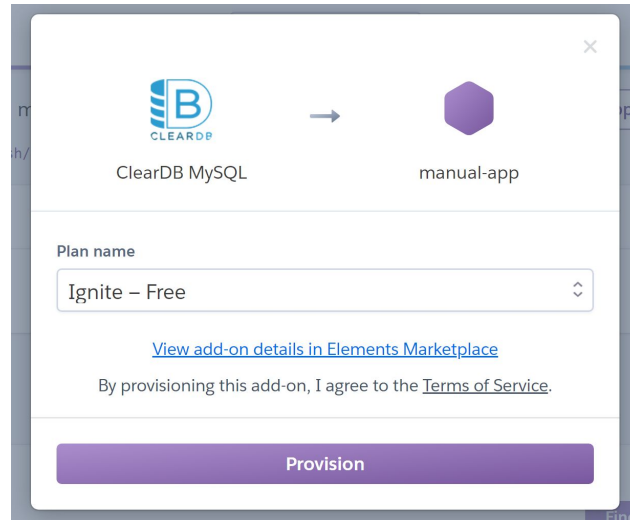 CLEARDB
ClearDB MySQL
manual-app
Plan name
Ignite – Free
View add-on details in Elements Marketplace
By provisioning this add-on, I agree to the Terms of Service.
Provision